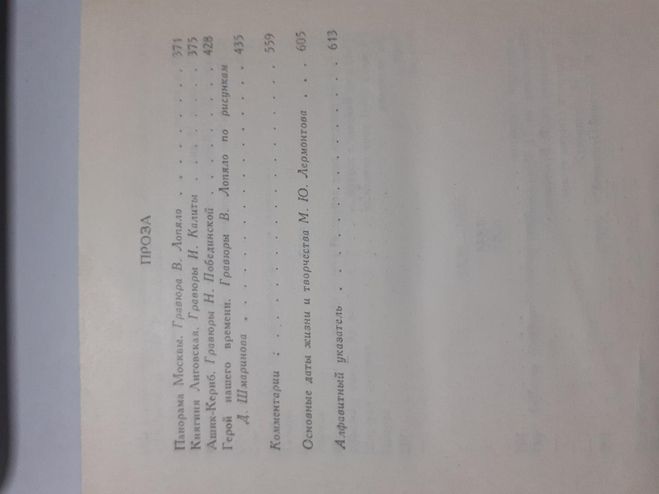 ПРОЗА
Панорама Москвы. Гравюра В. Лопяло . . . . . . . . 371
Княгиня Лиговская. Гравюры И. Калиты . . . . . . . 375
Ашик-Кериб. Гравюры Н. Побединской . . . . . . . . 428
Герой нашего времени. Гравюры В. Лопяло по рисункам
Д. Шмаринова . . . . . . . . . . . . . . . . . . 435
Комментарии . . . . . . . . . . . . . . . . . . 559
Основные даты жизни и творчества М. Ю. Лермонтова . . . 605
Алфавитный указатель . . . . . . . . . . . . . . 613